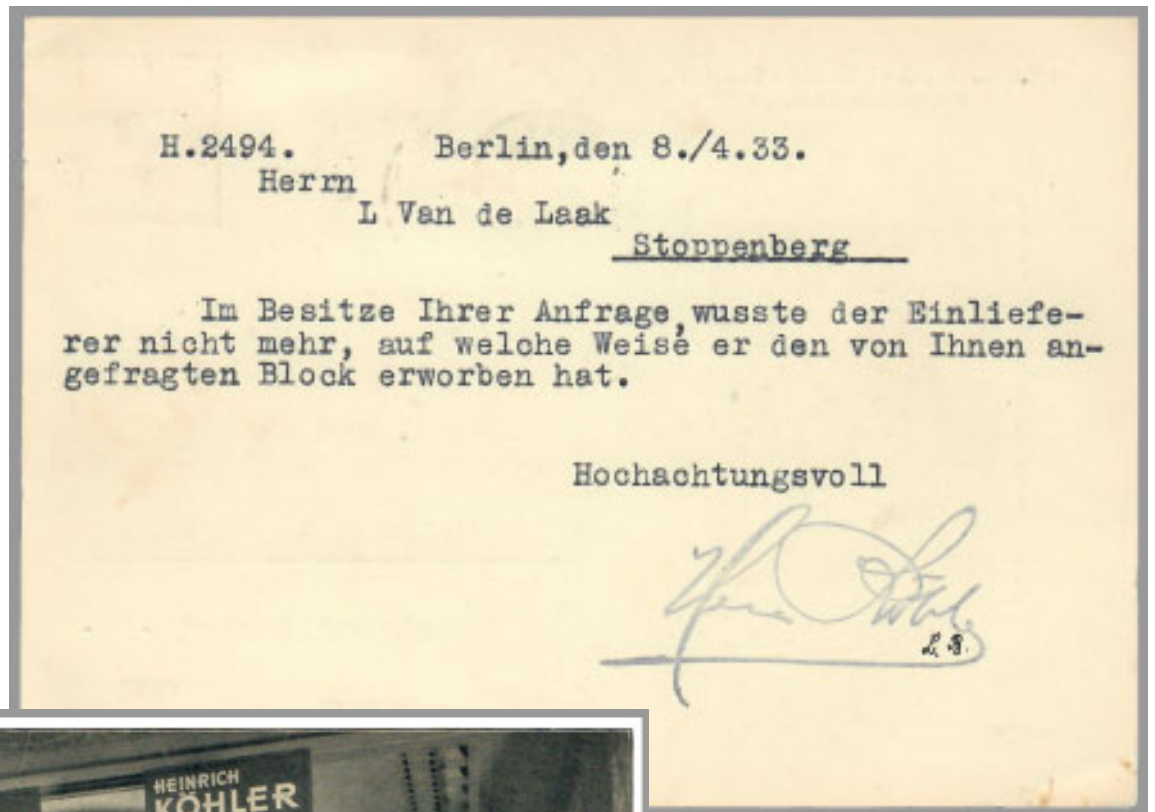 H.2494. Berlin,den 8./4.33.
Herrn
L Van de Laak
Stoppenberg
Im Besitze Ihrer Anfrage,wusste der Einliefe-
rer nicht mehr, auf welche Weise er den von Ihnen an-
gefragten Block erworben hat.
Hochachtungsvoll
HEINRICH
KÖHLER